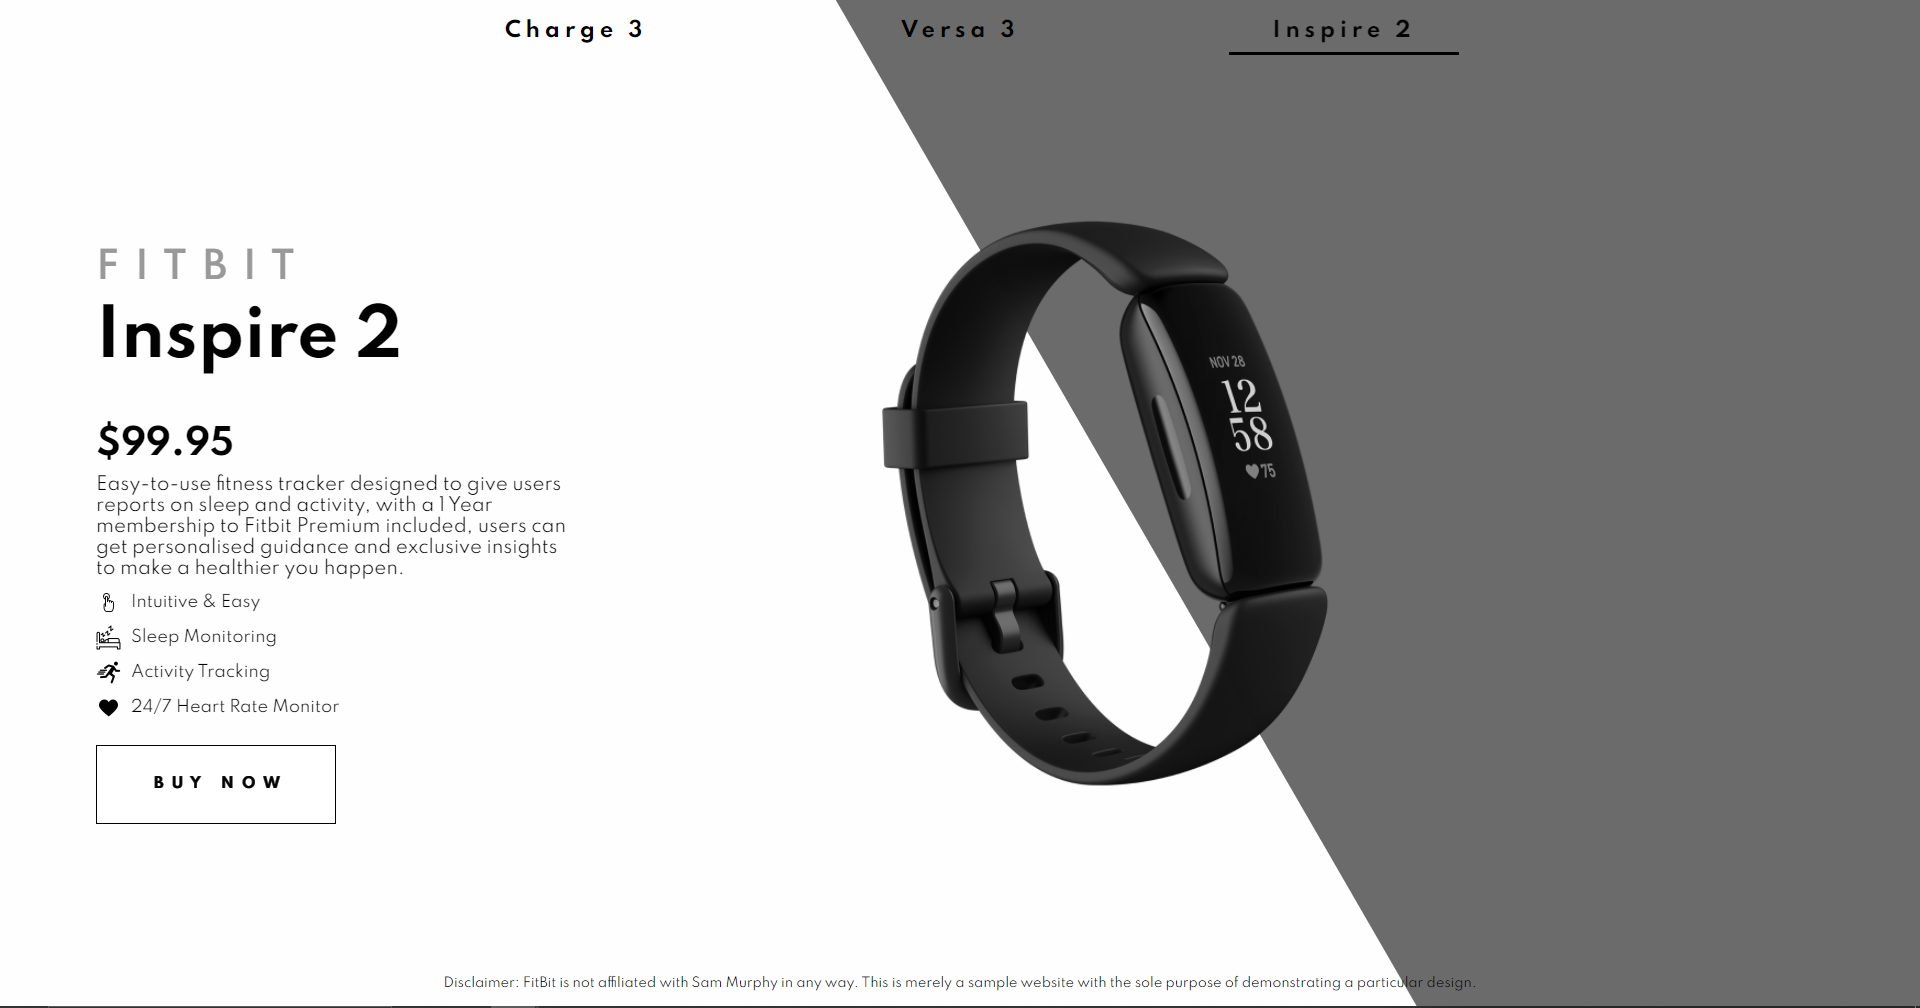 Charge 3
Versa 3
Inspire 2
FITBIT
Inspire 2
$99.95
Easy-to-use fitness tracker designed to give users
reports on sleep and activity, with a 1 Year
membership to Fitbit Premium included, users can
get personalised guidance and exclusive insights
to make a healthier you happen.
Intuitive & Easy
Sleep Monitoring
Activity Tracking
24/7 Heart Rate Monitor
BUY NOW
NOV 28
12
58
75
Disclaimer: FitBit is not affiliated with Sam Murphy in any way. This is merely a sample website with the sole purpose of demonstrating a particular design.